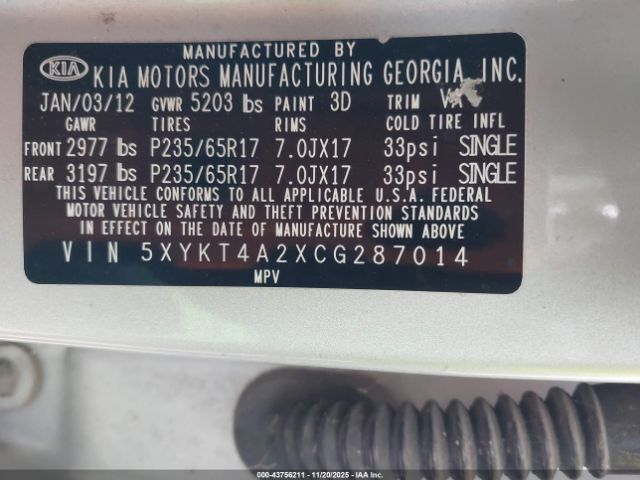 MANUFACTURED BY
KIA KIA MOTORS MANUFACTURING GEORGIA, INC.
JAN/03/12 GVWR 5203 lbs PAINT 3D TRIM
GAWR TIRES RIMS COLD TIRE INFL
FRONT 2977 lbs P235/65R17 7.0JX17 33psi SINGLE
REAR 3197 lbs P235/65R17 7.0JX17 33psi SINGLE
THIS VEHICLE CONFORMS TO ALL APPLICABLE U.S.A. FEDERAL
MOTOR VEHICLE SAFETY AND THEFT PREVENTION STANDARDS
IN EFFECT ON THE DATE OF MANUFACTURE SHOWN ABOVE
VIN 5XYKT4A2XCG287014
MPV
000-43756211 - 11/20/2025 - IAAI